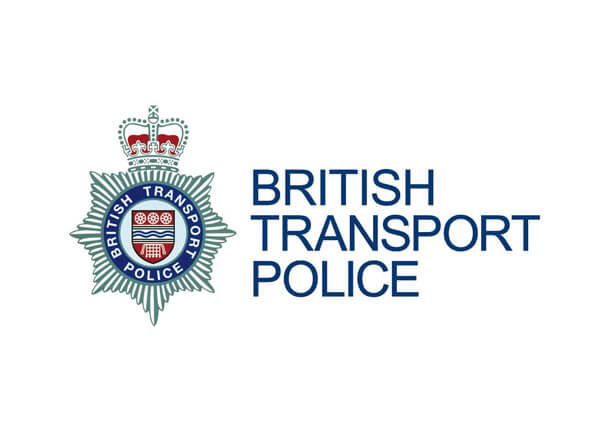 BRITISH TRANSPORT
POLICE
BRITISH
TRANSPORT
POLICE